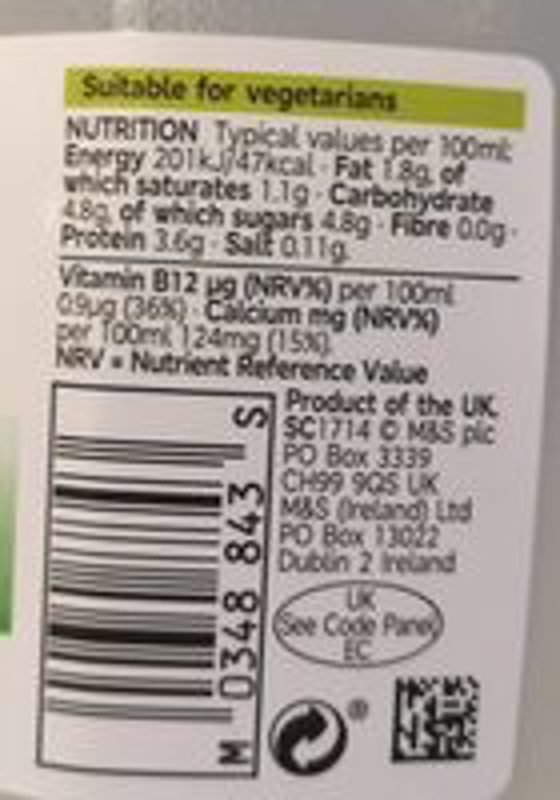 Suitable for vegetarians
NUTRITION Typical values per 100ml:
Energy 201kJ/47kcal · Fat 1.8g, of
which saturates 1.1g · Carbohydrate
4.8g, of which sugars 4.8g · Fibre 0.0g ·
Protein 3.6g · Salt 0.11g.
Vitamin B12 µg (NRV%) per 100ml
0.9µg (36%) · Calcium mg (NRV%)
per 100ml 124mg (15%).
NRV = Nutrient Reference Value
Product of the UK.
SC1714 © M&S plc
PO Box 3339
CH99 9QS UK
M&S (Ireland) Ltd
PO Box 13022
Dublin 2 Ireland
UK
See Code Panel
EC
®
M 0348 843 S